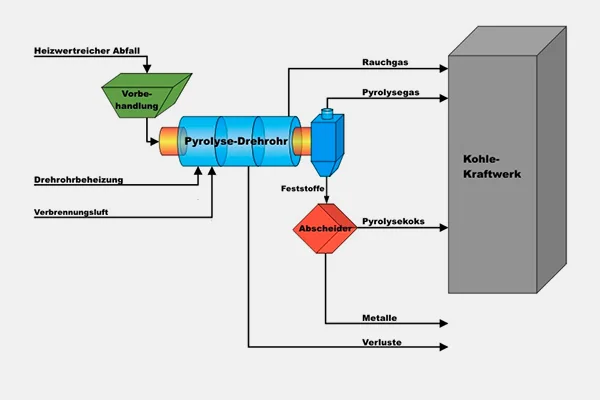 Heizwertreicher Abfall
Rauchgas
Pyrolysegas
Vorbe-
handlung
Pyrolyse-Drehrohr
Kohle-
Kraftwerk
Drehrohrbeheizung
Feststoffe
Verbrennungsluft
Abscheider
Pyrolysekoks
Metalle
Verluste